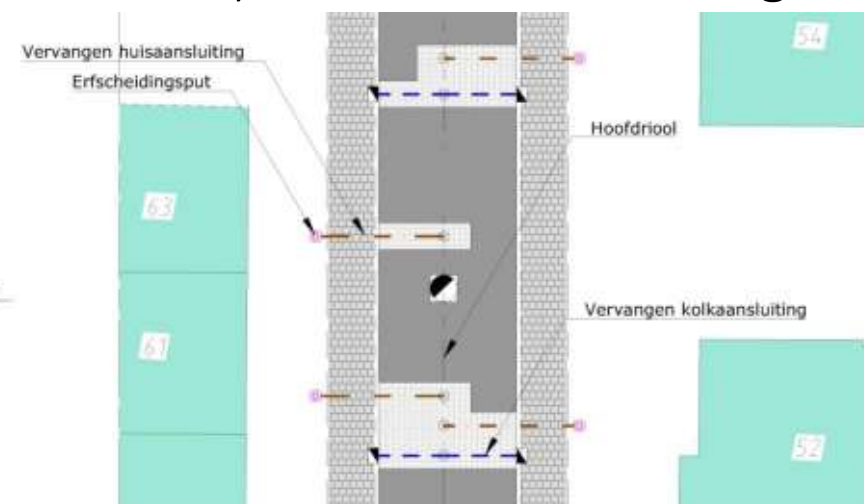 54
Vervangen huisaansluiting
Erfscheidingsput
Hoofdriool
63
Vervangen kolkaansluiting
61
52